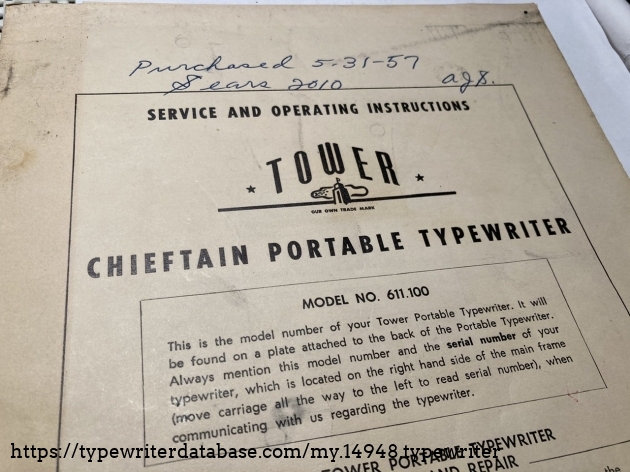 Purchased 5-31-57
Sears 2010 agk.
SERVICE AND OPERATING INSTRUCTIONS
TOWER
OUR OWN TRADE MARK
CHIEFTAIN PORTABLE TYPEWRITER
MODEL NO. 611.100
This is the model number of your Tower Portable Typewriter. It will
be found on a plate attached to the back of the Portable Typewriter.
Always mention this model number and the serial number of your
typewriter, which is located on the right hand side of the main frame
(move carriage all the way to the left to read serial number), when
communicating with us regarding the typewriter.
TOWER PORTABLE TYPEWRITER
AND REPAIR
the
https://typewriterdatabase.com/my.14948.typewriter